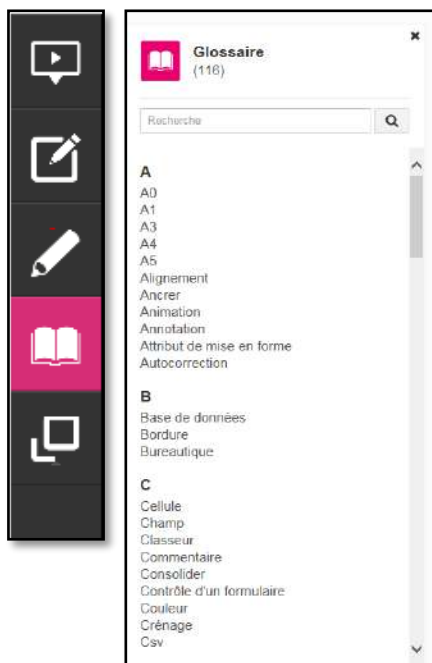 Glossaire
(116)
Recherche
A
A0
A1
A3
A4
A5
Alignement
Ancrer
Animation
Annotation
Attribut de mise en forme
Autocorrection
B
Base de données
Bordure
Bureautique
C
Cellule
Champ
Classeur
Commentaire
Consolider
Contrôle d'un formulaire
Couleur
Crénage
Csv